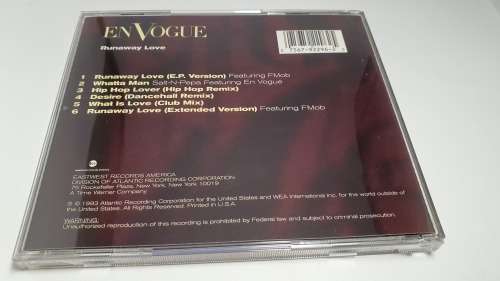 EN VOGUE
Runaway Love
1 Runaway Love (E.P. Version) Featuring FMob
2 Whatta Man Salt-N-Pepa Featuring En Vogue
3 Hip Hop Lover (Hip Hop Remix)
4 Desire (Dancehall Remix)
5 What Is Love (Club Mix)
6 Runaway Love (Extended Version) Featuring FMob
EASTWEST RECORDS AMERICA
DIVISION OF ATLANTIC RECORDING CORPORATION
75 Rockefeller Plaza, New York, New York 10019
A Time Warner Company
℗ © 1993 Atlantic Recording Corporation for the United States and WEA International Inc. for the world outside of
the United States. All Rights Reserved. Printed in U.S.A.
WARNING:
Unauthorized reproduction of this recording is prohibited by Federal law and subject to criminal prosecution.